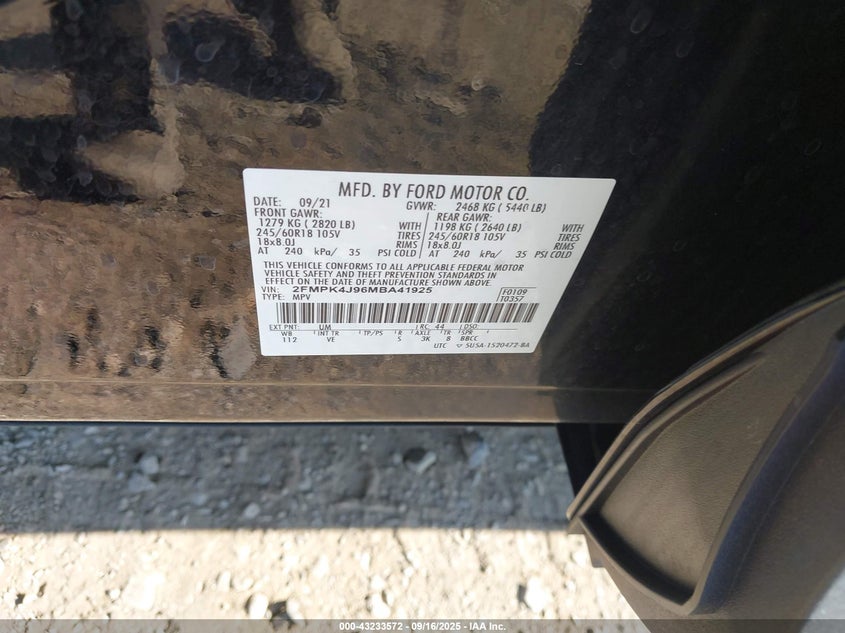 MFD. BY FORD MOTOR CO.
DATE: 09/21 GVWR: 2468 KG ( 5440 LB)
FRONT GAWR: REAR GAWR:
1279 KG ( 2820 LB) WITH 1198 KG ( 2640 LB) WITH
245/60R18 105V TIRES 245/60R18 105V TIRES
18x8.0J RIMS 18x8.0J RIMS
AT 240 kPa/ 35 PSI COLD AT 240 kPa/ 35 PSI COLD
THIS VEHICLE CONFORMS TO ALL APPLICABLE FEDERAL MOTOR
VEHICLE SAFETY AND THEFT PREVENTION STANDARDS IN
EFFECT ON THE DATE OF MANUFACTURE SHOWN ABOVE.
VIN: 2FMPK4J96MBA41925 F0109
TYPE: MPV T0357
EXT PNT: UM RC: 44 DSO:
WB INT TR TP/PS R AXLE TR SPR
112 VE S 3K 8 BBCC
UTC 5U5A-1520472-BA
000-43233572 09/16/2025 IAA Inc.